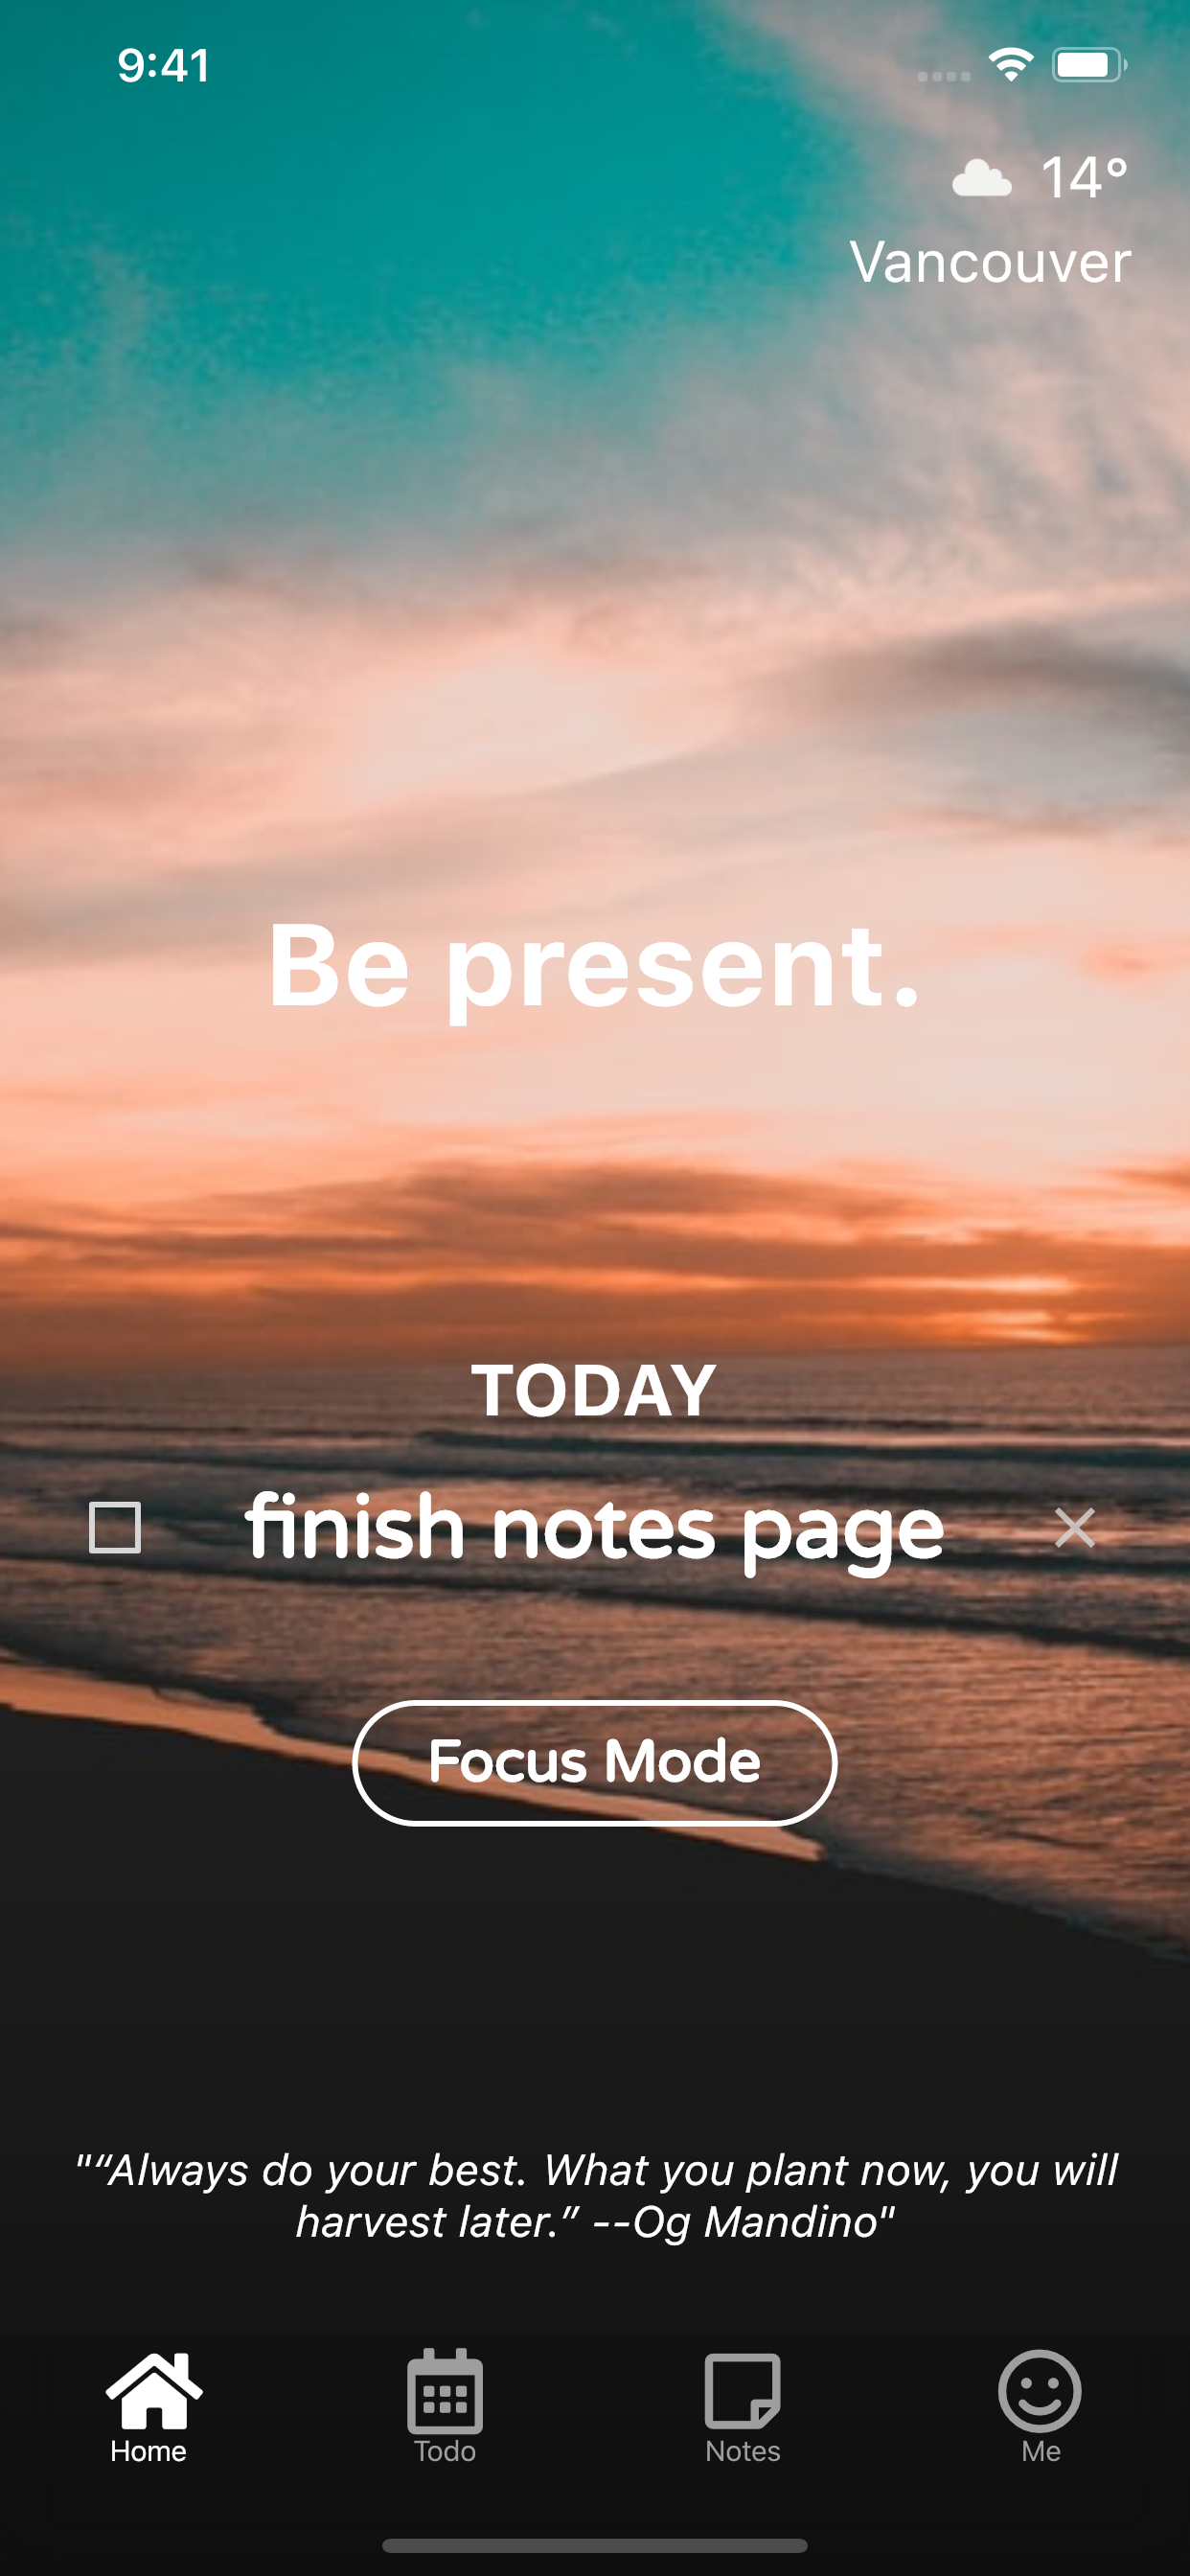 9:41
14°
Vancouver
Be present.
TODAY
finish notes page
Focus Mode
"“Always do your best. What you plant now, you will
harvest later.” --Og Mandino"
Home
Todo
Notes
Me